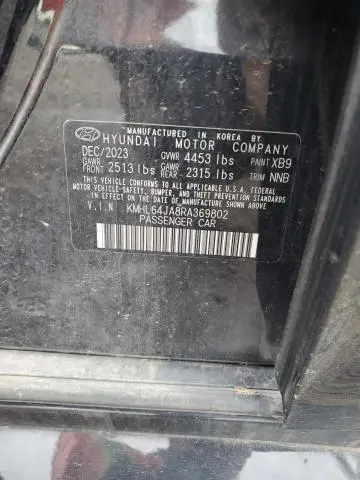 MANUFACTURED IN KOREA BY
HYUNDAI MOTOR COMPANY
DEC/2023 GVWR 4453 lbs PAINT XB9
GAWR FRONT 2513 lbs GAWR REAR 2315 lbs TRIM NNB
THIS VEHICLE CONFORMS TO ALL APPLICABLE U.S.A. FEDERAL
MOTOR VEHICLE SAFETY, BUMPER, AND THEFT PREVENTION
STANDARDS IN EFFECT ON THE DATE OF MANUFACTURE SHOWN ABOVE.
V.I.N KMHL64JA8RA369802
PASSENGER CAR